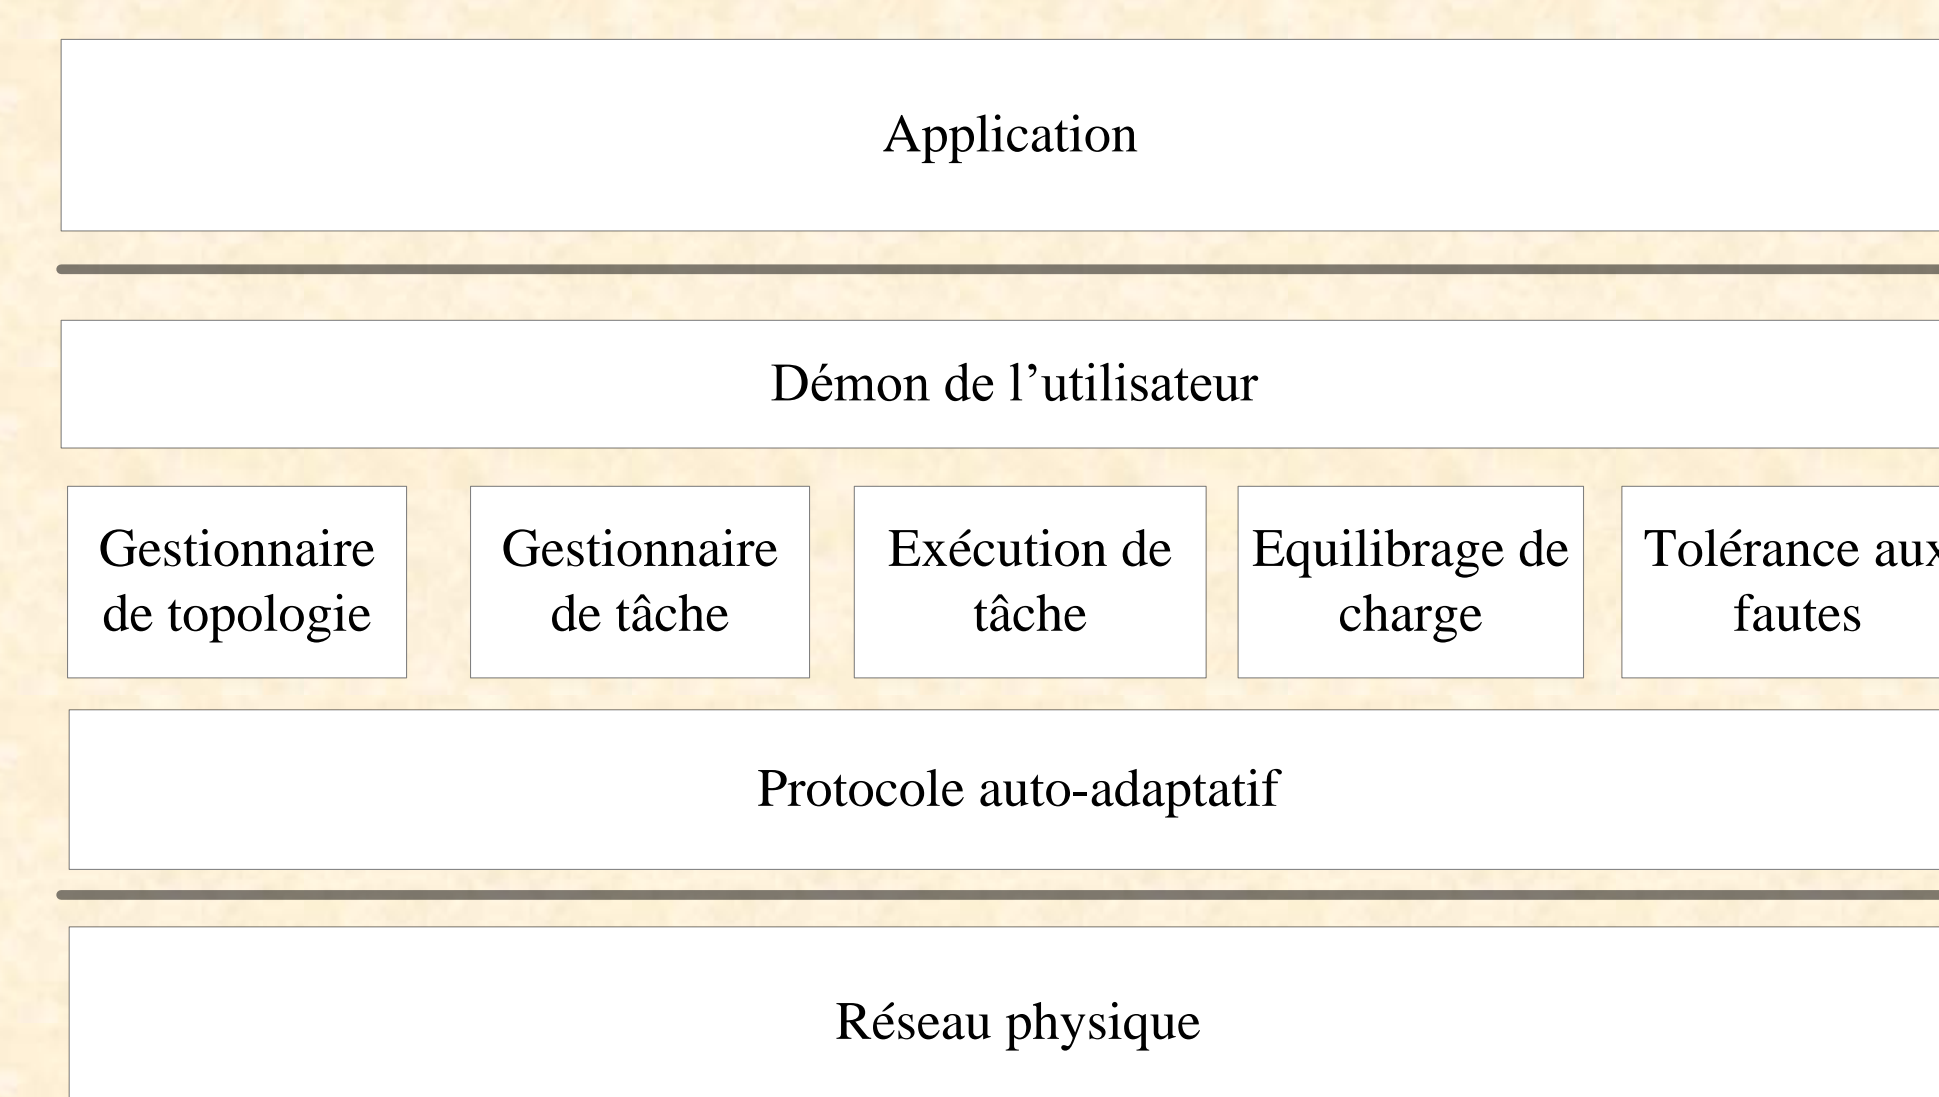 Application
Démon de l’utilisateur
Gestionnaire
de topologie
Gestionnaire
de tâche
Exécution de
tâche
Equilibrage de
charge
Tolérance aux
fautes
Protocole auto-adaptatif
Réseau physique